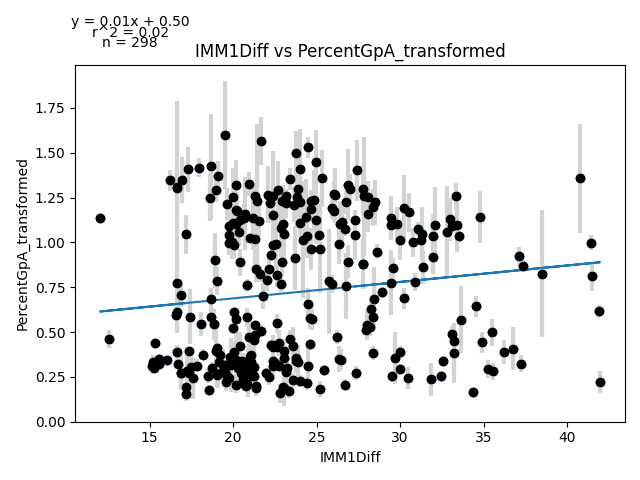 y = 0.01x + 0.50
r^2 = 0.02
n = 298
IMM1Diff vs PercentGpA_transformed
PercentGpA_transformed
1.75
1.50
1.25
1.00
0.75
0.50
0.25
0.00
15 20 25 30 35 40
IMM1Diff